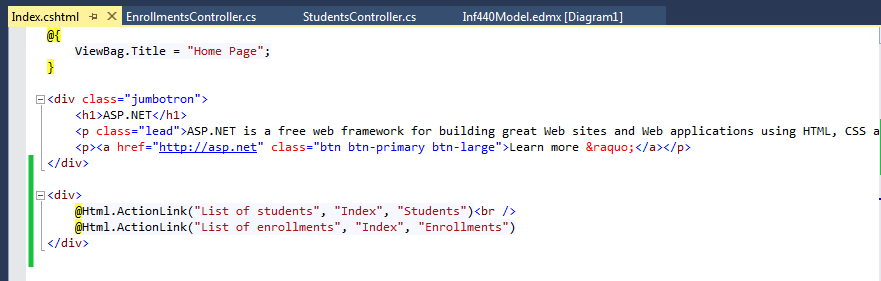 Index.cshtml EnrollmentsController.cs StudentsController.cs Inf440Model.edmx [Diagram1]
@{
ViewBag.Title = "Home Page";
}
<div class="jumbotron">
<h1>ASP.NET</h1>
<p class="lead">ASP.NET is a free web framework for building great Web sites and Web applications using HTML, CSS a
<p><a href="http://asp.net" class="btn btn-primary btn-large">Learn more &raquo;</a></p>
</div>
<div>
@Html.ActionLink("List of students", "Index", "Students")<br />
@Html.ActionLink("List of enrollments", "Index", "Enrollments")
</div>